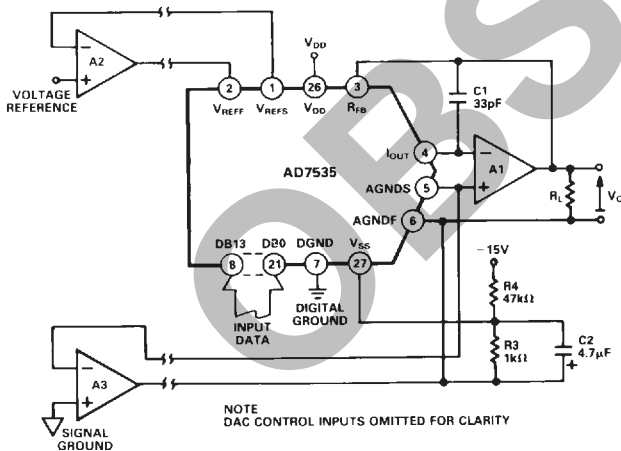 A2
−
+
VOLTAGE
REFERENCE
VDD
2
1
26
3
VREFF
VREFS
VDD
RFB
C1
33pF
IOUT
4
−
A1
AD7535
AGNDS
5
+
AGNDF
6
RL
VO
DB13
DB0
DGND
VSS
8
21
7
27
−15V
R4
47kΩ
INPUT
DATA
DIGITAL
GROUND
R3
1kΩ
C2
4.7μF
+
−
A3
+
SIGNAL
GROUND
NOTE
DAC CONTROL INPUTS OMITTED FOR CLARITY
OBS